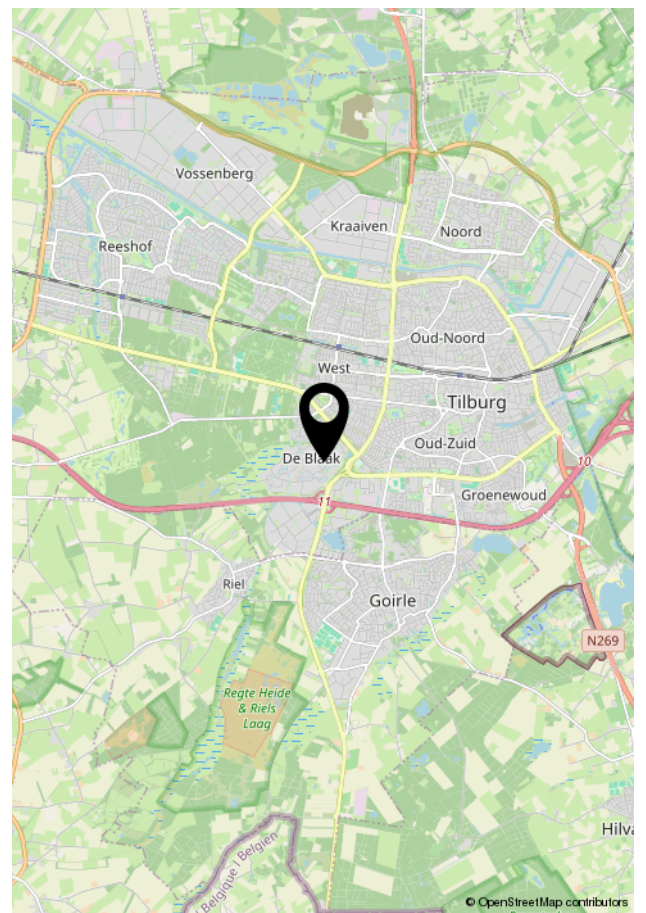 Vossenberg
Kraaiven
Noord
Reeshof
Oud-Noord
West
Tilburg
Oud-Zuid
De Blaak
10
Groenewoud
11
Riel
Goirle
N269
Regte Heide
& Riels
Laag
Hilva
Belgique | België
© OpenStreetMap contributors